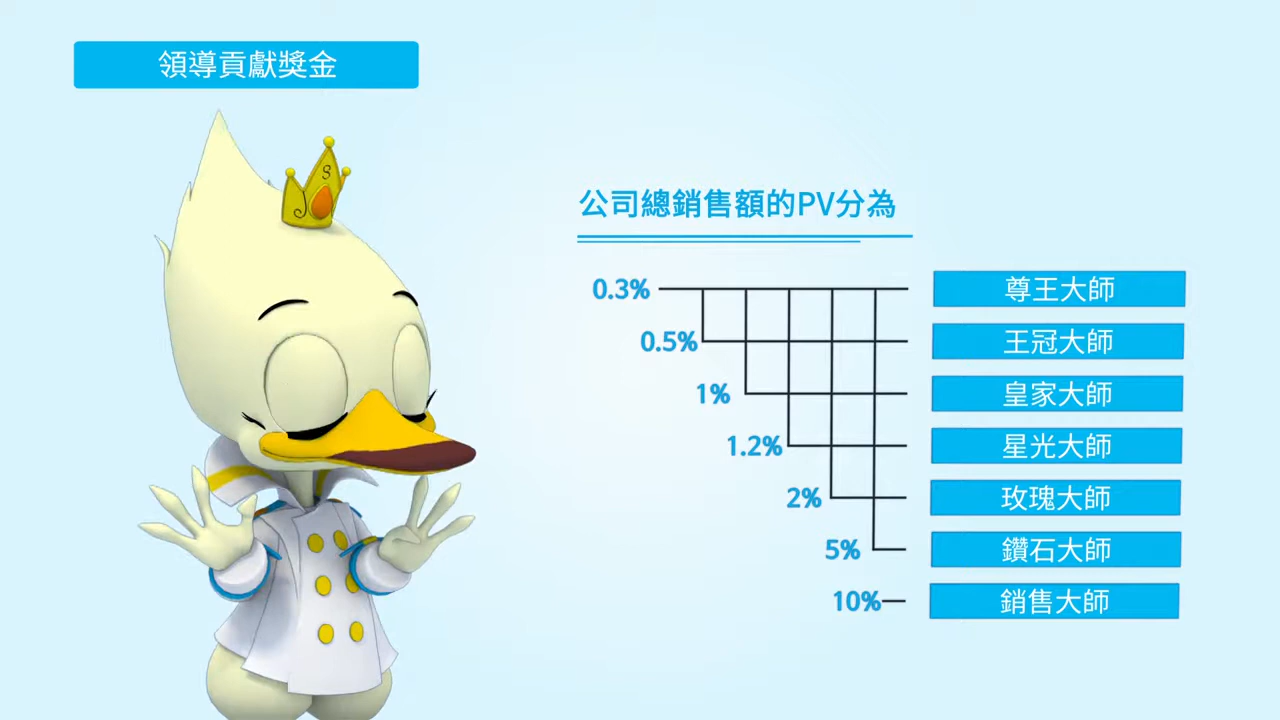 領導貢獻獎金
公司總銷售額的PV分為
0.3% 尊王大師
0.5% 王冠大師
1% 皇家大師
1.2% 星光大師
2% 玫瑰大師
5% 鑽石大師
10% 銷售大師
S